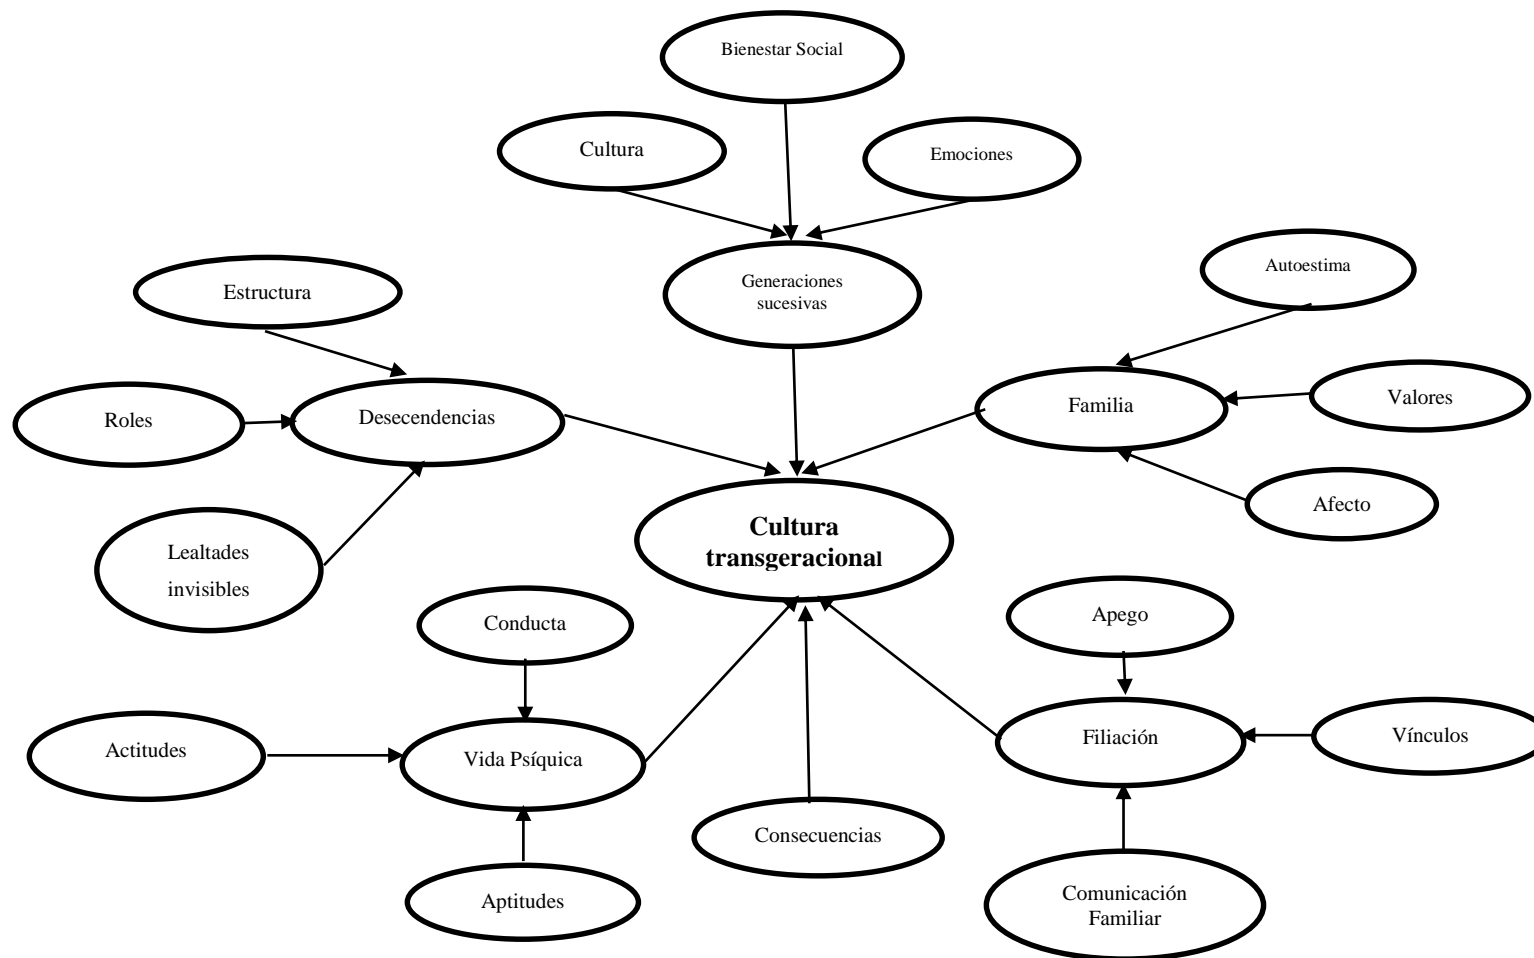 Bienestar Social
Cultura
Emociones
Generaciones
sucesivas
Autoestima
Estructura
Familia
Valores
Roles
Desecendencias
Afecto
Cultura
transgeracional
Lealtades
invisibles
Conducta
Apego
Actitudes
Vida Psíquica
Filiación
Vínculos
Consecuencias
Aptitudes
Comunicación
Familiar